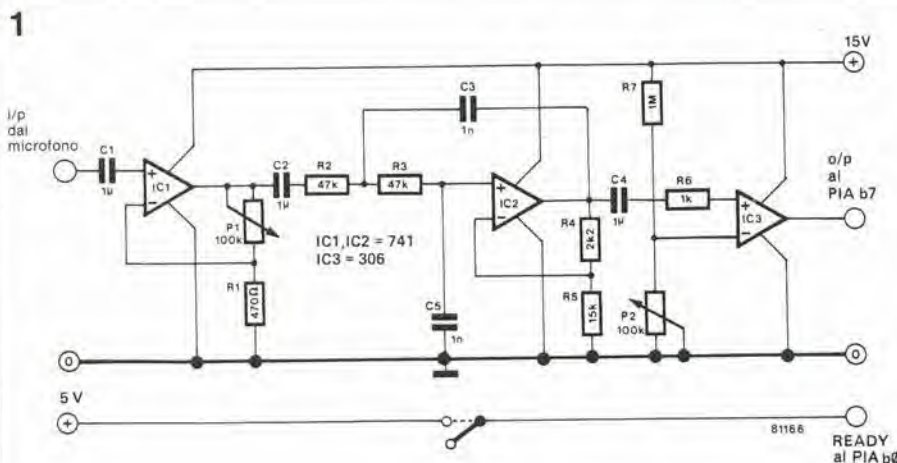 1
15V
i/p
dal
microfono
C1
1µ
IC1
C2
1µ
P1
100k
R1
470Ω
R2
47k
R3
47k
C3
1n
IC1,IC2 = 741
IC3 = 306
C5
1n
IC2
R4
2k2
R5
15k
C4
1µ
R7
1M
R6
1k
P2
100k
IC3
o/p
al
PIA b7
0
0
5 V
81166
READY
al PIA bØ